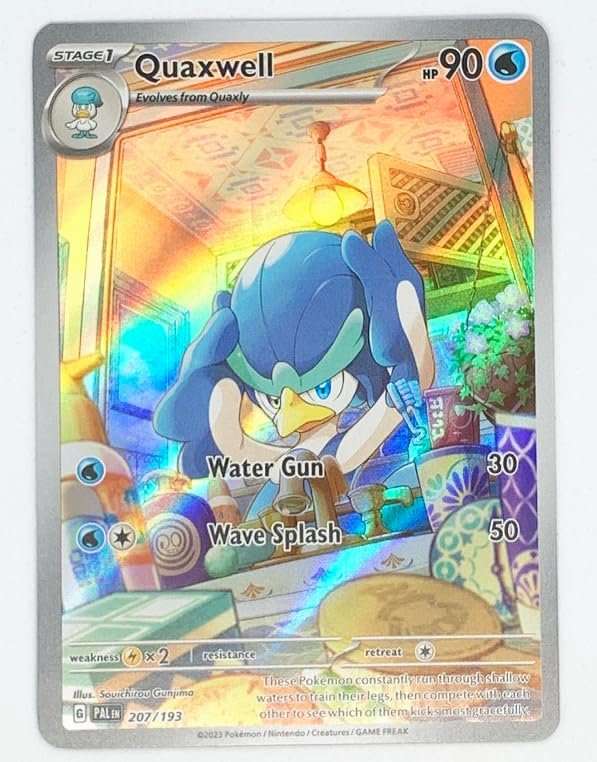 STAGE1
Quaxwell
HP 90
Evolves from Quaxly
Water Gun 30
Wave Splash 50
weakness ×2 resistance retreat
Illus. Souichirou Gunjima
These Pokémon constantly run through shallow
waters to train their legs, then compete with each
other to see which of them kicks most gracefully.
G PAL EN 207/193
©2023 Pokémon / Nintendo / Creatures / GAME FREAK